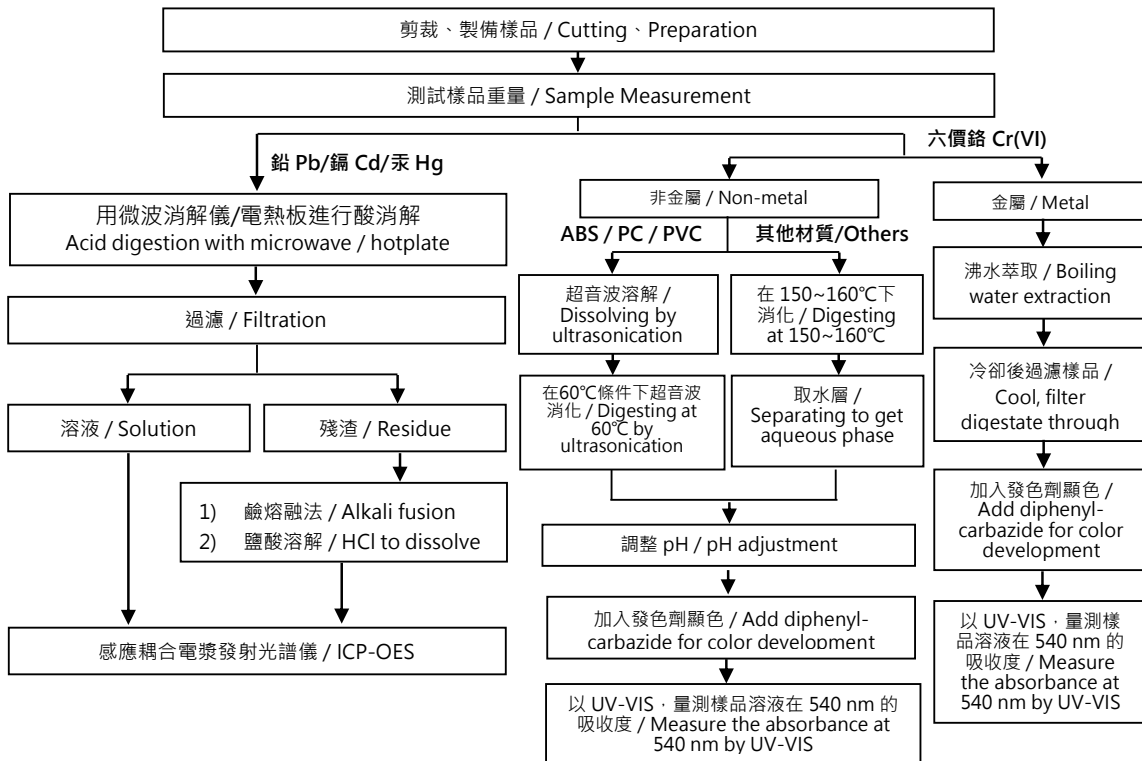 剪裁、製備樣品 / Cutting、Preparation
測試樣品重量 / Sample Measurement
鉛 Pb/鎘 Cd/汞 Hg
六價鉻 Cr(VI)
用微波消解儀/電熱板進行酸消解
Acid digestion with microwave / hotplate
過濾 / Filtration
溶液 / Solution
殘渣 / Residue
1) 鹼熔融法 / Alkali fusion
2) 鹽酸溶解 / HCl to dissolve
感應耦合電漿發射光譜儀 / ICP-OES
非金屬 / Non-metal
ABS / PC / PVC
其他材質/Others
超音波溶解 /
Dissolving by
ultrasonication
在60℃條件下超音波
消化 / Digesting at
60℃ by
ultrasonication
在 150~160℃下
消化 / Digesting
at 150~160℃
取水層 /
Separating to get
aqueous phase
調整 pH / pH adjustment
加入發色劑顯色 / Add diphenyl-
carbazide for color development
以 UV-VIS，量測樣品溶液在 540 nm 的
吸收度 / Measure the absorbance at
540 nm by UV-VIS
金屬 / Metal
沸水萃取 / Boiling
water extraction
冷卻後過濾樣品 /
Cool, filter
digestate through
加入發色劑顯色 /
Add diphenyl-
carbazide for color
development
以 UV-VIS，量測樣
品溶液在 540 nm 的
吸收度 / Measure
the absorbance at
540 nm by UV-VIS